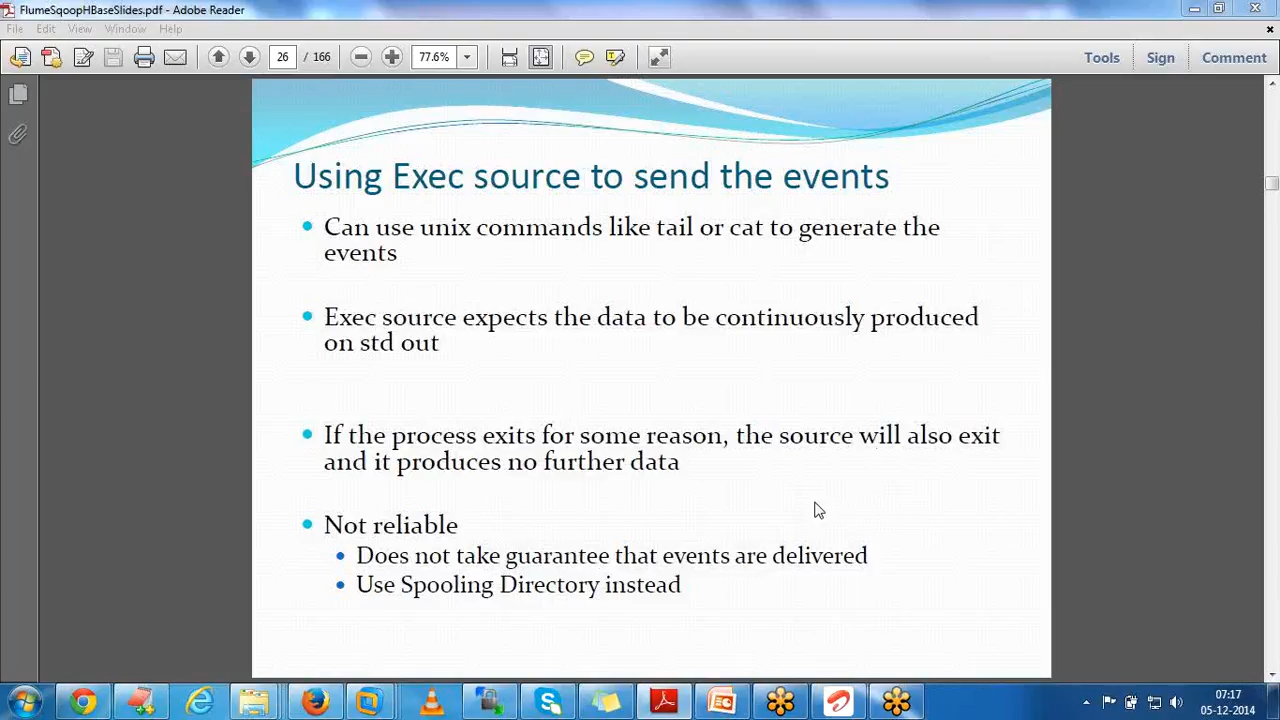 FlumeSqoopHBaseSlides.pdf - Adobe Reader
File Edit View Window Help
26 / 166 77.6% Tools Sign Comment
Using Exec source to send the events
Can use unix commands like tail or cat to generate the
events
Exec source expects the data to be continuously produced
on std out
If the process exits for some reason, the source will also exit
and it produces no further data
Not reliable
Does not take guarantee that events are delivered
Use Spooling Directory instead
07:17
05-12-2014